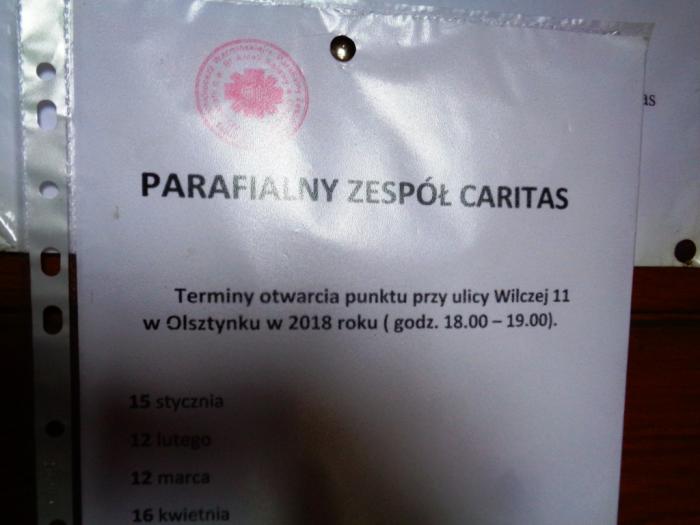 PARAFIALNY ZESPÓŁ CARITAS
Terminy otwarcia punktu przy ulicy Wilczej 11
w Olsztynku w 2018 roku ( godz. 18.00 – 19.00).
15 stycznia
12 lutego
12 marca
16 kwietnia
as